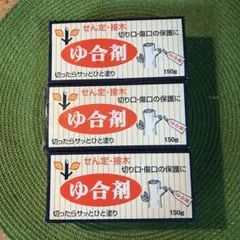 せん定・接木
切り口・傷口の保護に
ゆ合剤
切ったらサッとひと塗り
150g
せん定・接木
切り口・傷口の保護に
ゆ合剤
切ったらサッとひと塗り
150g
せん定・接木
切り口・傷口の保護に
ゆ合剤
切ったらサッとひと塗り
150g